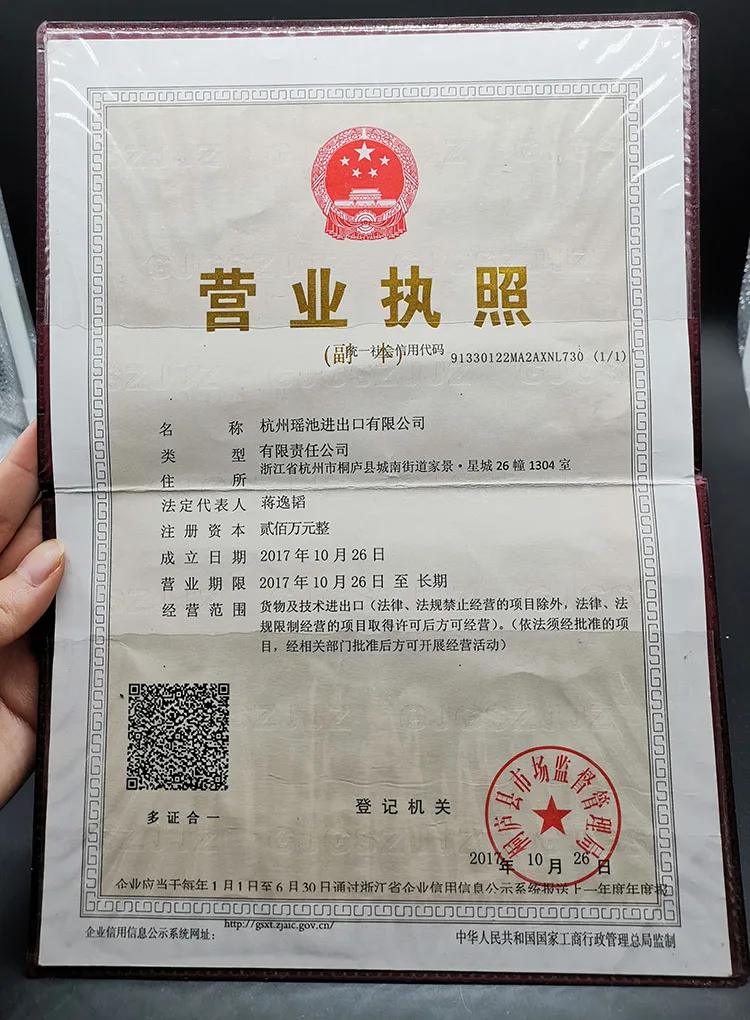 营业执照
(副 本)
统一社会信用代码 91330122MA2AXNL730 (1/1)
名 称 杭州瑶池进出口有限公司
类 型 有限责任公司
住 所 浙江省杭州市桐庐县城南街道家景·星城26幢1304室
法定代表人 蒋逸韬
注册资本 贰佰万元整
成立日期 2017年10月26日
营业期限 2017年10月26日 至 长期
经营范围 货物及技术进出口（法律、法规禁止经营的项目除外，法律、法
规限制经营的项目取得许可后方可经营）。（依法须经批准的项
目，经相关部门批准后方可开展经营活动）
多证合一
登记机关
桐庐县市场监督管理局
2017年 10月 26日
企业应当于每年1月1日至6月30日通过浙江省企业信用信息公示系统报送上一年度年度报
企业信用信息公示系统网址： http://gsxt.zjaic.gov.cn/
中华人民共和国国家工商行政管理总局监制